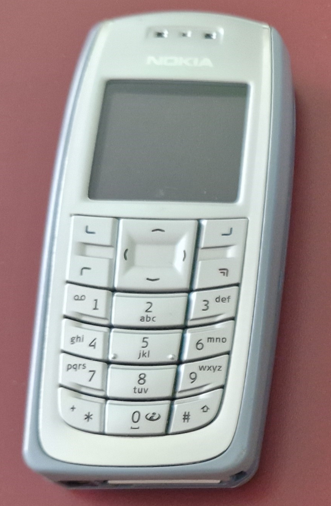 NOKIA
1
2 abc
3 def
ghi 4
5 jkl
6 mno
pqrs 7
8 tuv
9 wxyz
+ *
0
#